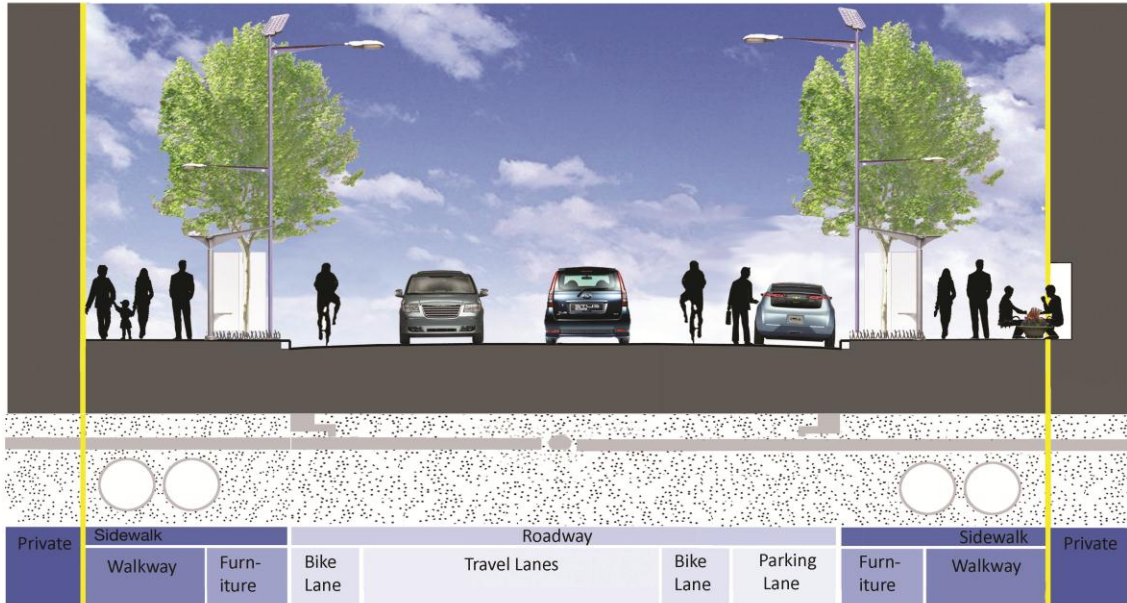 Private
Sidewalk
Roadway
Sidewalk
Private
Walkway
Furn-
iture
Bike
Lane
Travel Lanes
Bike
Lane
Parking
Lane
Furn-
iture
Walkway